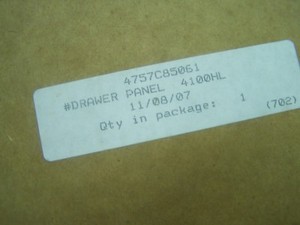 4757C85061
#DRAWER PANEL 4100HL
11/08/07
Qty in package: 1
(702)